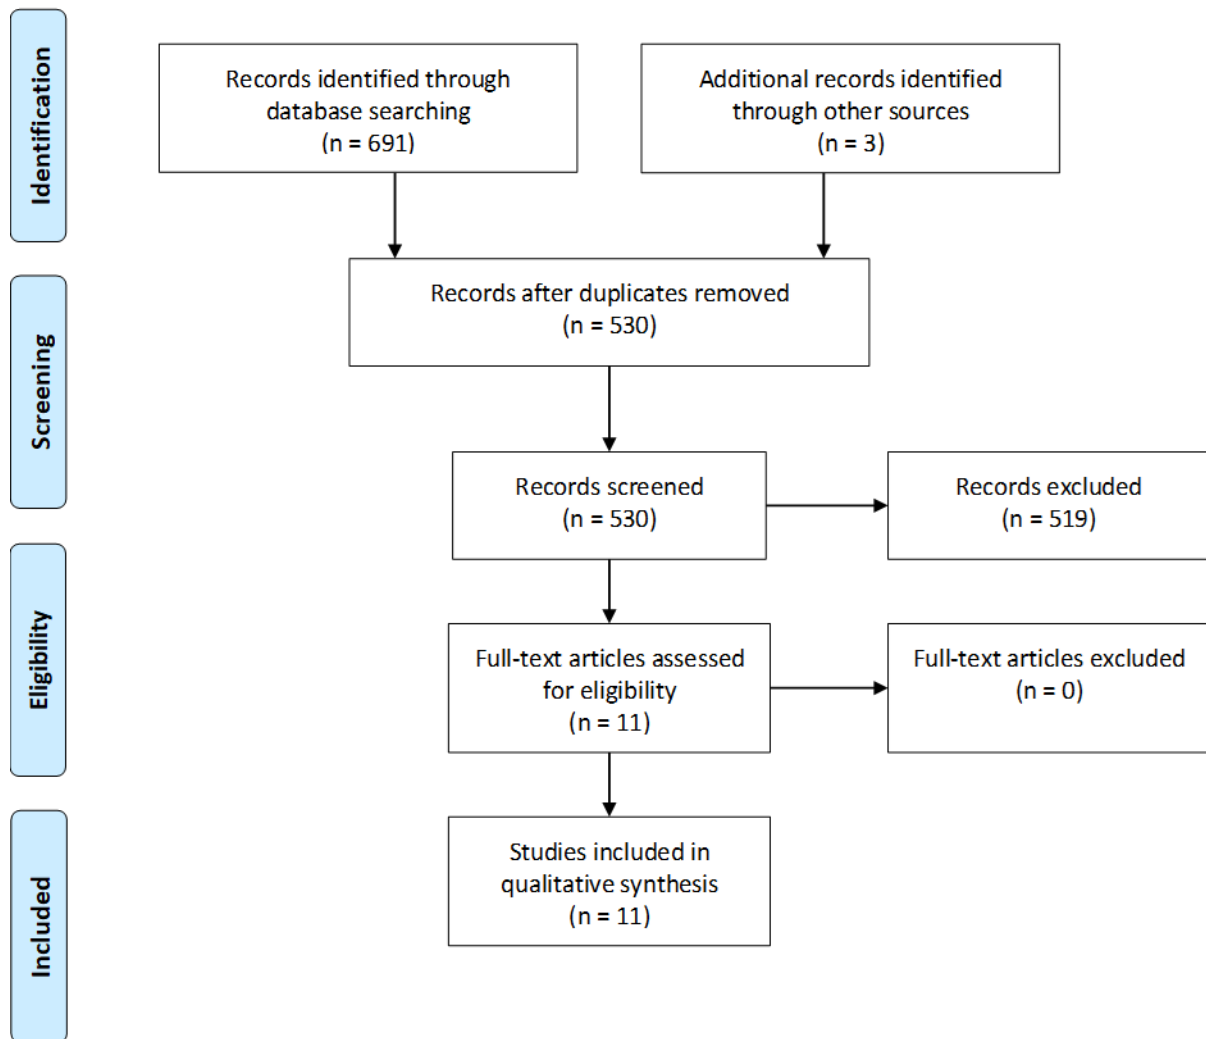 Identification
Records identified through
database searching
(n = 691)
Additional records identified
through other sources
(n = 3)
Screening
Records after duplicates removed
(n = 530)
Records screened
(n = 530)
Records excluded
(n = 519)
Eligibility
Full-text articles assessed
for eligibility
(n = 11)
Full-text articles excluded
(n = 0)
Included
Studies included in
qualitative synthesis
(n = 11)